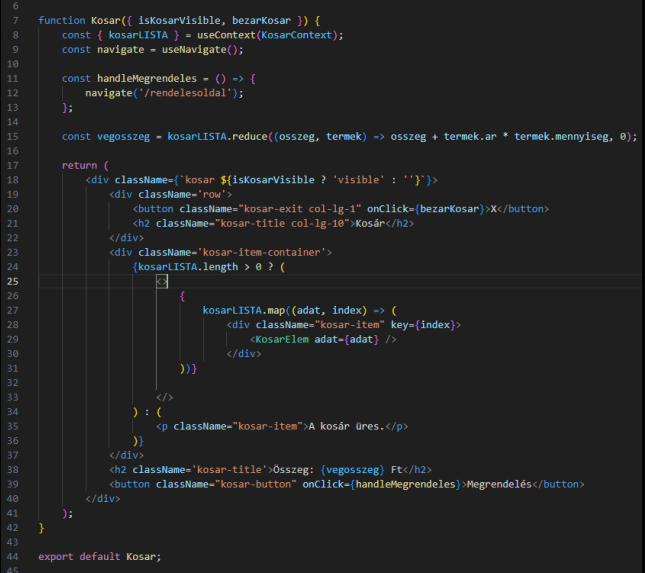 6
7 function Kosar({ isKosarVisible, bezarKosar }) {
8     const { kosarLISTA } = useContext(KosarContext);
9     const navigate = useNavigate();
10
11     const handleMegrendeles = () => {
12         navigate('/rendelesoldal');
13     };
14
15     const vegosszeg = kosarLISTA.reduce((osszeg, termek) => osszeg + termek.ar * termek.mennyiseg, 0);
16
17     return (
18         <div className={`kosar ${isKosarVisible ? 'visible' : ''}`}>
19             <div className='row'>
20                 <button className="kosar-exit col-lg-1" onClick={bezarKosar}>X</button>
21                 <h2 className="kosar-title col-lg-10">Kosár</h2>
22             </div>
23             <div className='kosar-item-container'>
24                 {kosarLISTA.length > 0 ? (
25                     <>
26                         {
27                             kosarLISTA.map((adat, index) => (
28                                 <div className="kosar-item" key={index}>
29                                     <KosarElem adat={adat} />
30                                 </div>
31                         ))}
32
33                     </>
34                 ) : (
35                     <p className="kosar-item">A kosár üres.</p>
36                 )}
37             </div>
38             <h2 className='kosar-title'>Összeg: {vegosszeg} Ft</h2>
39             <button className="kosar-button" onClick={handleMegrendeles}>Megrendelés</button>
40         </div>
41     );
42 }
43
44 export default Kosar;
45